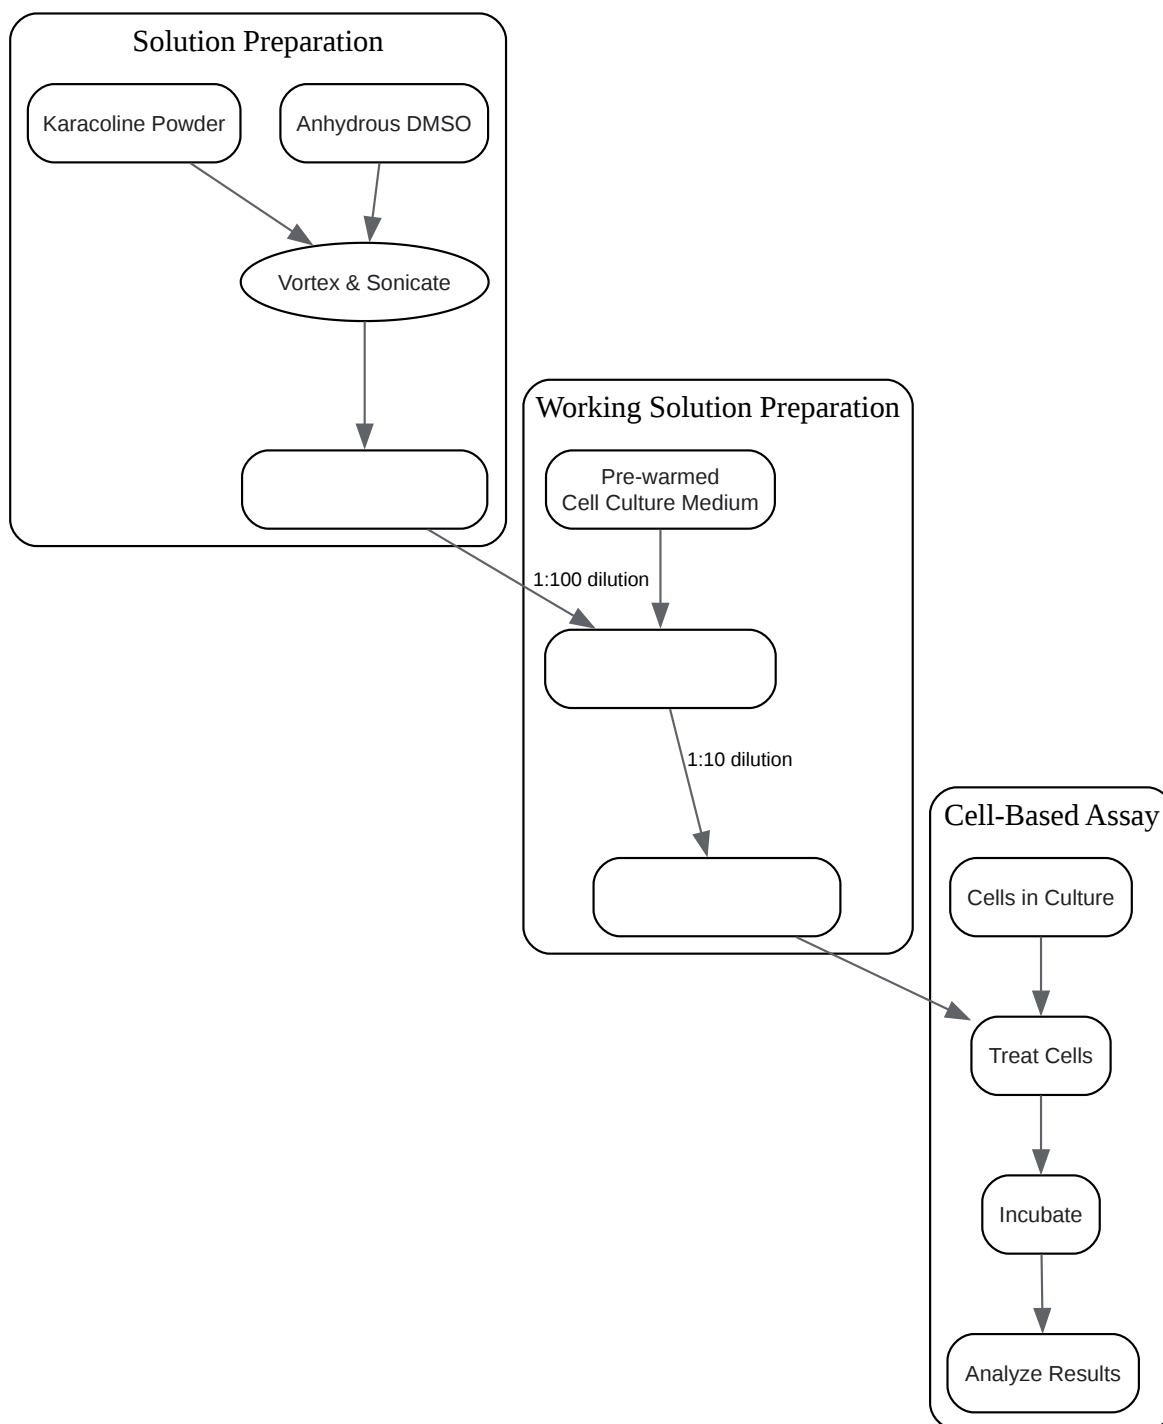 Solution Preparation
Karacoline Powder
Anhydrous DMSO
Vortex & Sonicate
Working Solution Preparation
Pre-warmed
Cell Culture Medium
1:100 dilution
1:10 dilution
Cell-Based Assay
Cells in Culture
Treat Cells
Incubate
Analyze Results